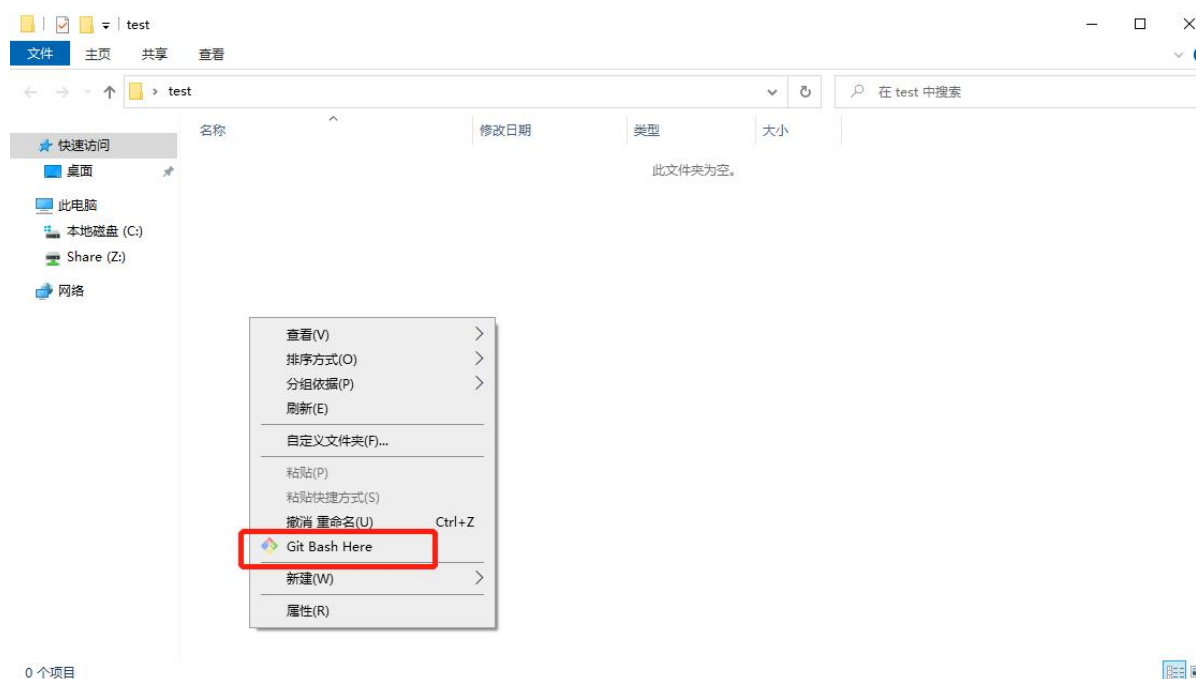 test
文件 主页 共享 查看
test
在 test 中搜索
名称 修改日期 类型 大小
快速访问
此文件夹为空。
桌面
此电脑
本地磁盘 (C:)
Share (Z:)
网络
查看(V)
排序方式(O)
分组依据(P)
刷新(E)
自定义文件夹(F)...
粘贴(P)
粘贴快捷方式(S)
撤消 重命名(U) Ctrl+Z
Git Bash Here
新建(W)
属性(R)
0 个项目